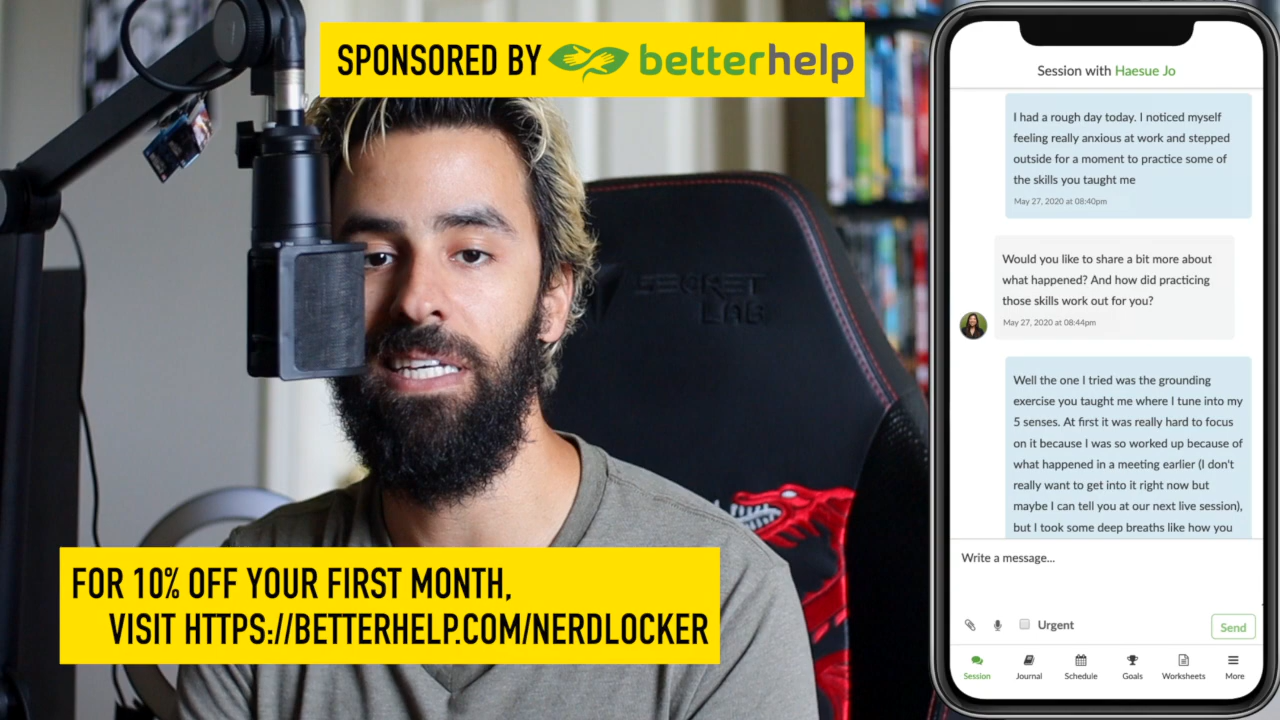 SPONSORED BY betterhelp
SECRET
LAB
FOR 10% OFF YOUR FIRST MONTH,
VISIT HTTPS://BETTERHELP.COM/NERDLOCKER
Session with Haesue Jo
I had a rough day today. I noticed myself
feeling really anxious at work and stepped
outside for a moment to practice some of
the skills you taught me
May 27, 2020 at 08:40pm
Would you like to share a bit more about
what happened? And how did practicing
those skills work out for you?
May 27, 2020 at 08:44pm
Well the one I tried was the grounding
exercise you taught me where I tune into my
5 senses. At first it was really hard to focus
on it because I was so worked up because of
what happened in a meeting earlier (I don't
really want to get into it right now but
maybe I can tell you at our next live session),
but I took some deep breaths like how you
Write a message...
Urgent
Send
Session Journal Schedule Goals Worksheets More